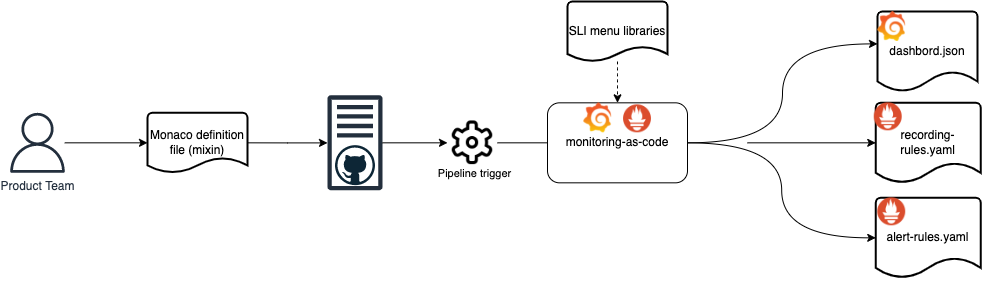 SLI menu libraries
dashbord.json
Monaco definition
file (mixin)
monitoring-as-code
recording-
rules.yaml
Pipeline trigger
Product Team
alert-rules.yaml